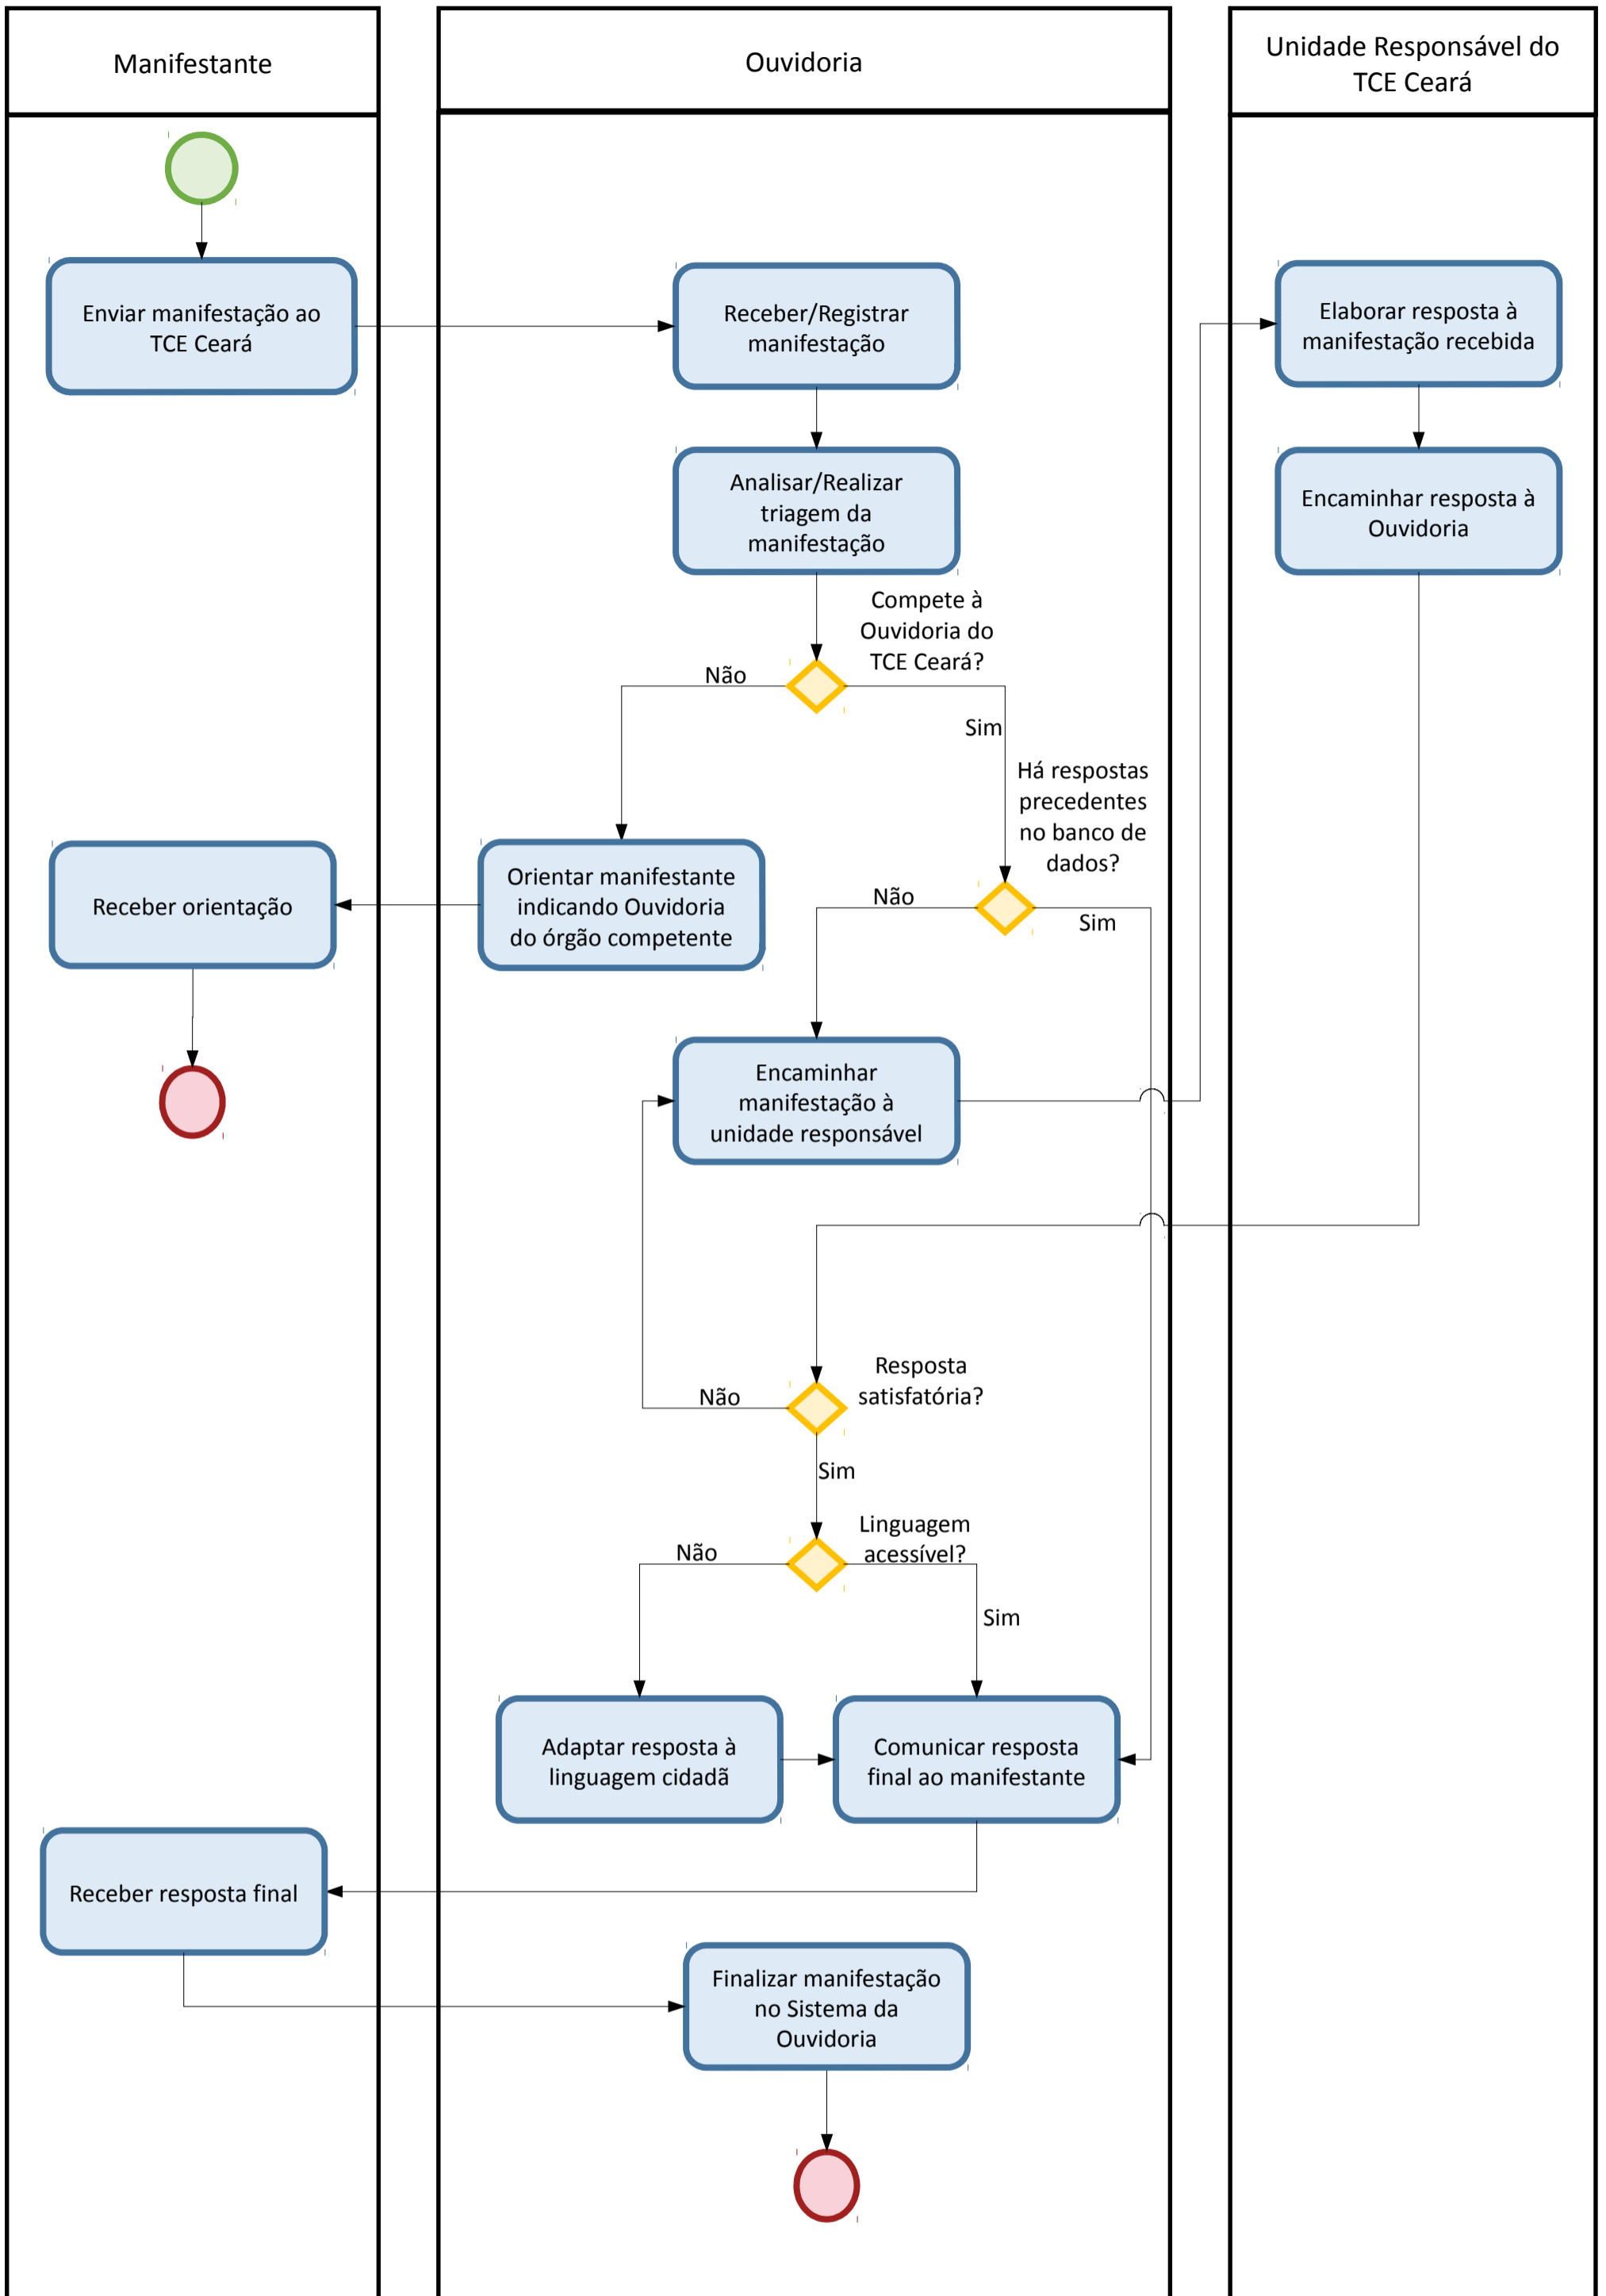 Manifestante
Ouvidoria
Unidade Responsável do
TCE Ceará
Enviar manifestação ao
TCE Ceará
Receber/Registrar
manifestação
Elaborar resposta à
manifestação recebida
Analisar/Realizar
triagem da
manifestação
Encaminhar resposta à
Ouvidoria
Compete à
Ouvidoria do
TCE Ceará?
Não
Sim
Há respostas
precedentes
no banco de
dados?
Não
Sim
Orientar manifestante
indicando Ouvidoria
do órgão competente
Receber orientação
Encaminhar
manifestação à
unidade responsável
Resposta
satisfatória?
Não
Sim
Linguagem
acessível?
Não
Sim
Adaptar resposta à
linguagem cidadã
Comunicar resposta
final ao manifestante
Receber resposta final
Finalizar manifestação
no Sistema da
Ouvidoria